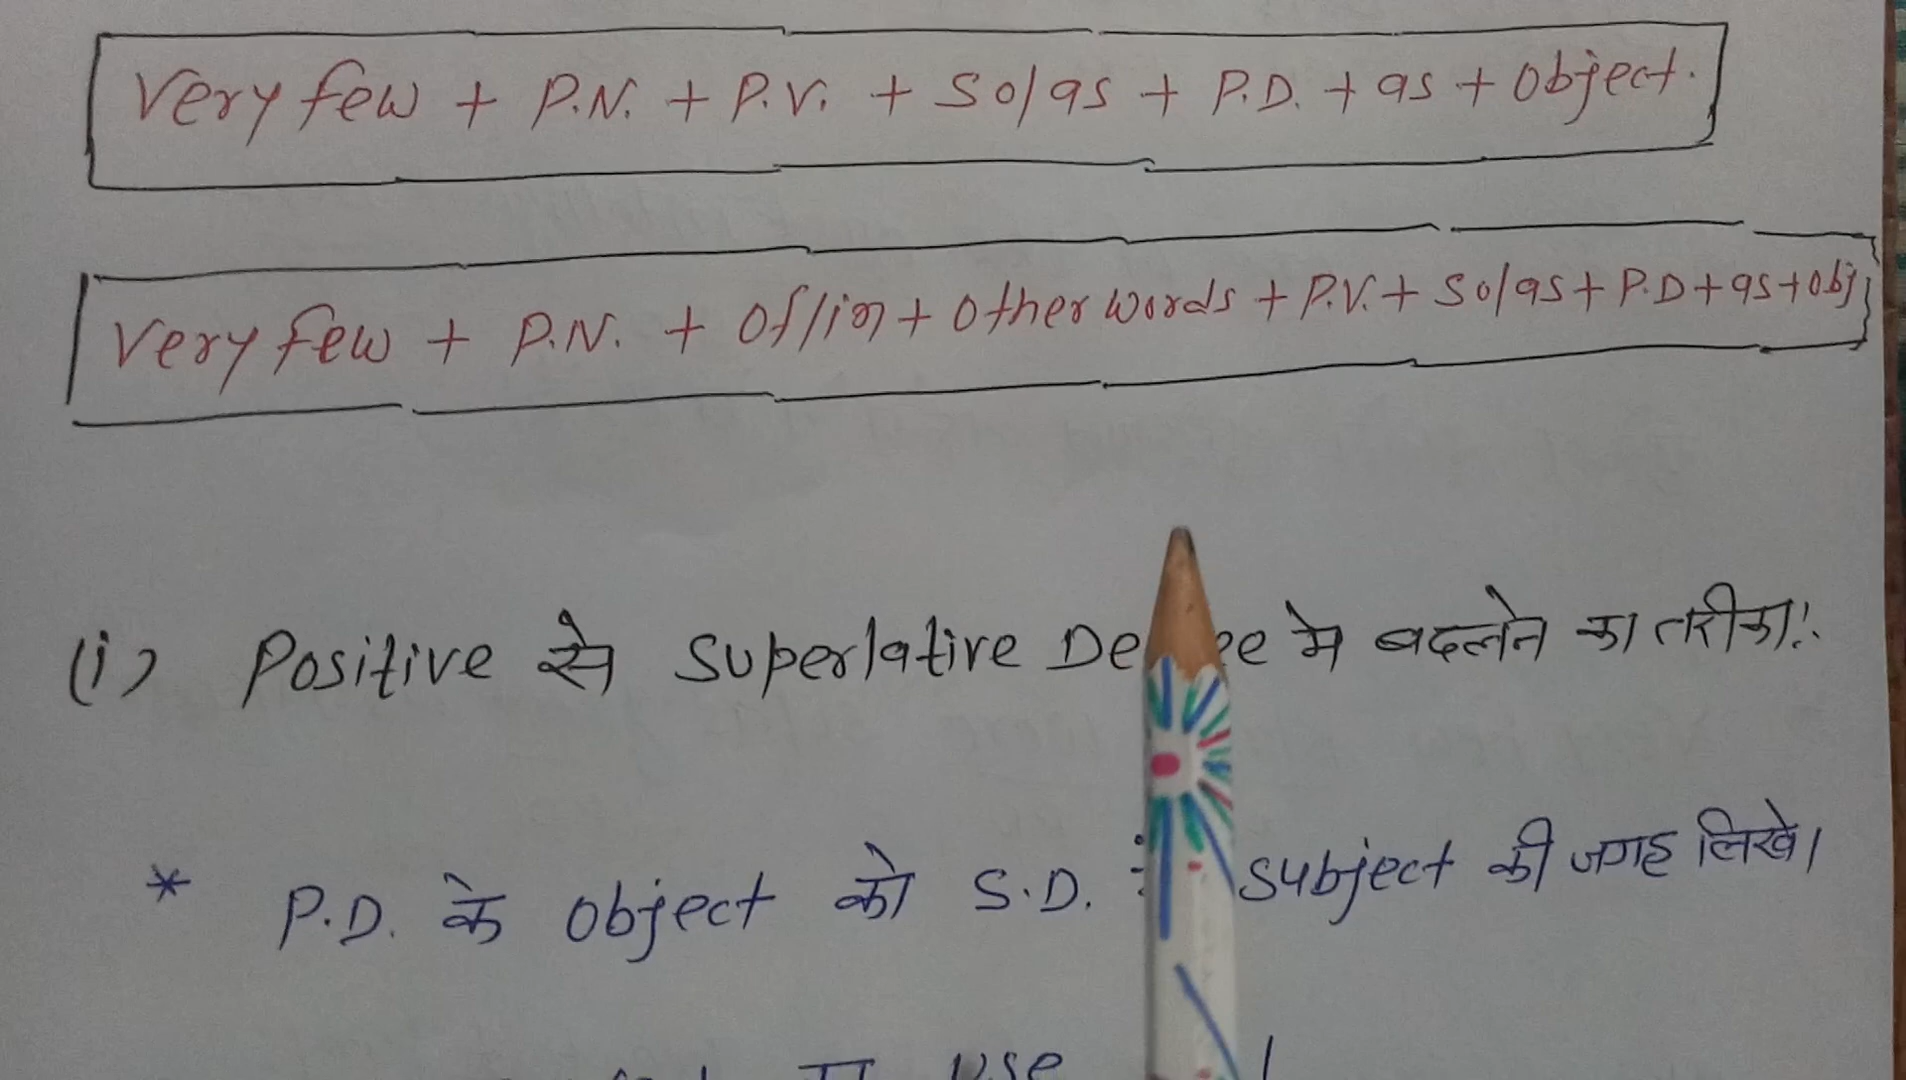 Very few + P.N. + P.V. + so/as + P.D. + as + object.
Very few + P.N. + of/in + other words + P.V. + so/as + P.D + as + obj
(i) Positive से Superlative De ee मे बदलने का तरीका:
* P.D. के object को S.D. subject की जगह लिखे।
use